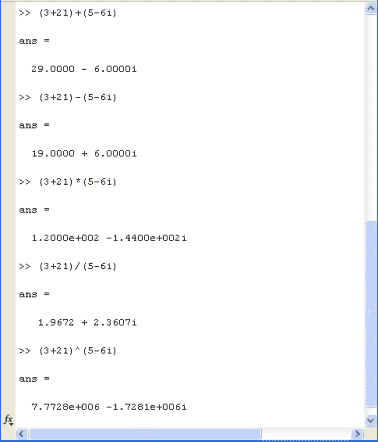 >> (3+21)+(5-6i)
ans =
29.0000 - 6.0000i
>> (3+21)-(5-6i)
ans =
19.0000 + 6.0000i
>> (3+21)*(5-6i)
ans =
1.2000e+002 -1.4400e+002i
>> (3+21)/(5-6i)
ans =
1.9672 + 2.3607i
>> (3+21)^(5-6i)
ans =
7.7728e+006 -1.7281e+006i
fx